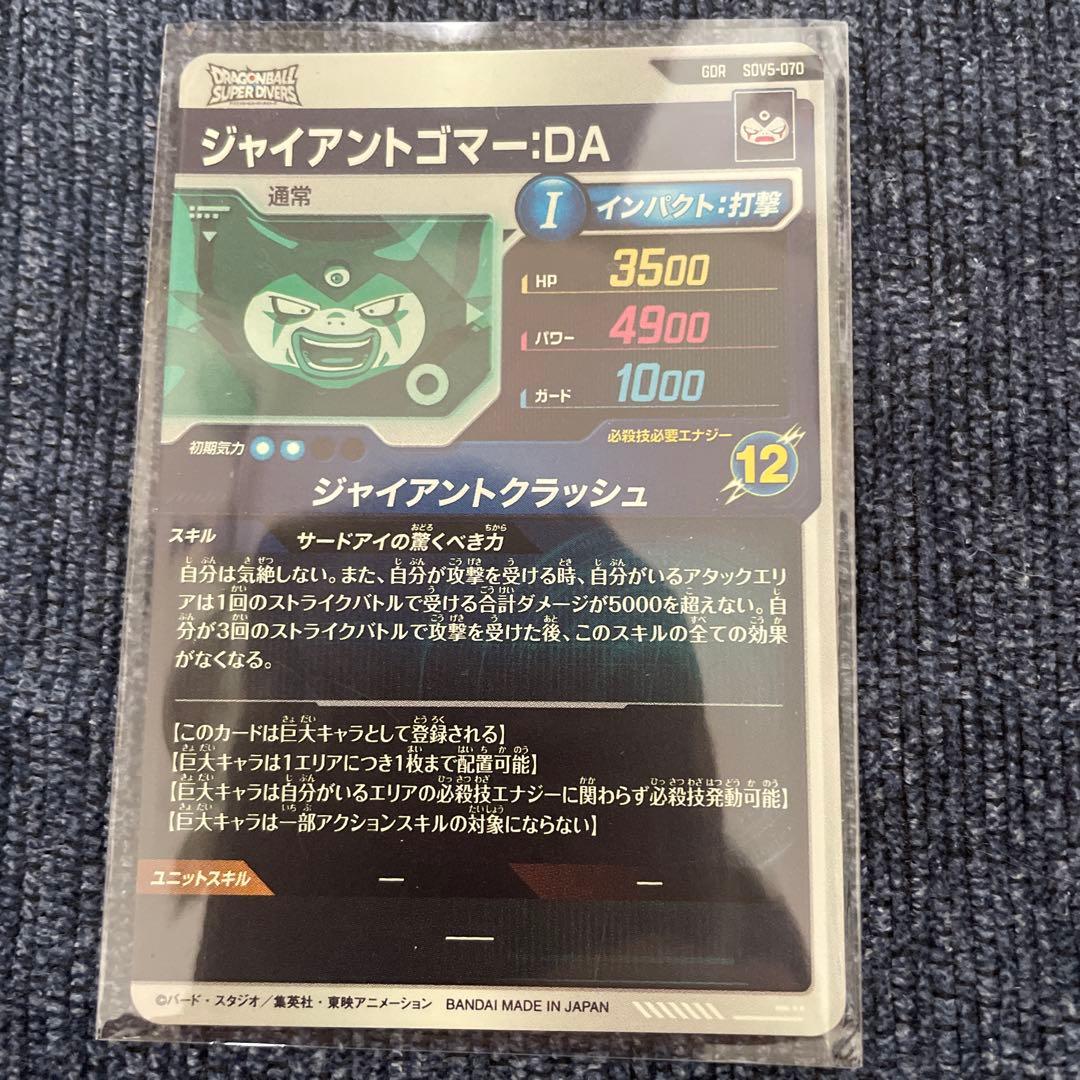 DRAGONBALL
SUPER DIVERS
GDR SDV5-070
ジャイアントゴマー:DA
通常
I インパクト:打撃
HP 3500
パワー 4900
ガード 1000
初期気力
必殺技必要エナジー
12
ジャイアントクラッシュ
スキル サードアイの驚くべき力
自分は気絶しない。また、自分が攻撃を受ける時、自分がいるアタックエリ
アは1回のストライクバトルで受ける合計ダメージが5000を超えない。自
分が3回のストライクバトルで攻撃を受けた後、このスキルの全ての効果
がなくなる。
【このカードは巨大キャラとして登録される】
【巨大キャラは1エリアにつき1枚まで配置可能】
【巨大キャラは自分がいるエリアの必殺技エナジーに関わらず必殺技発動可能】
【巨大キャラは一部アクションスキルの対象にならない】
ユニットスキル — —
—
©バード・スタジオ/集英社・東映アニメーション BANDAI MADE IN JAPAN